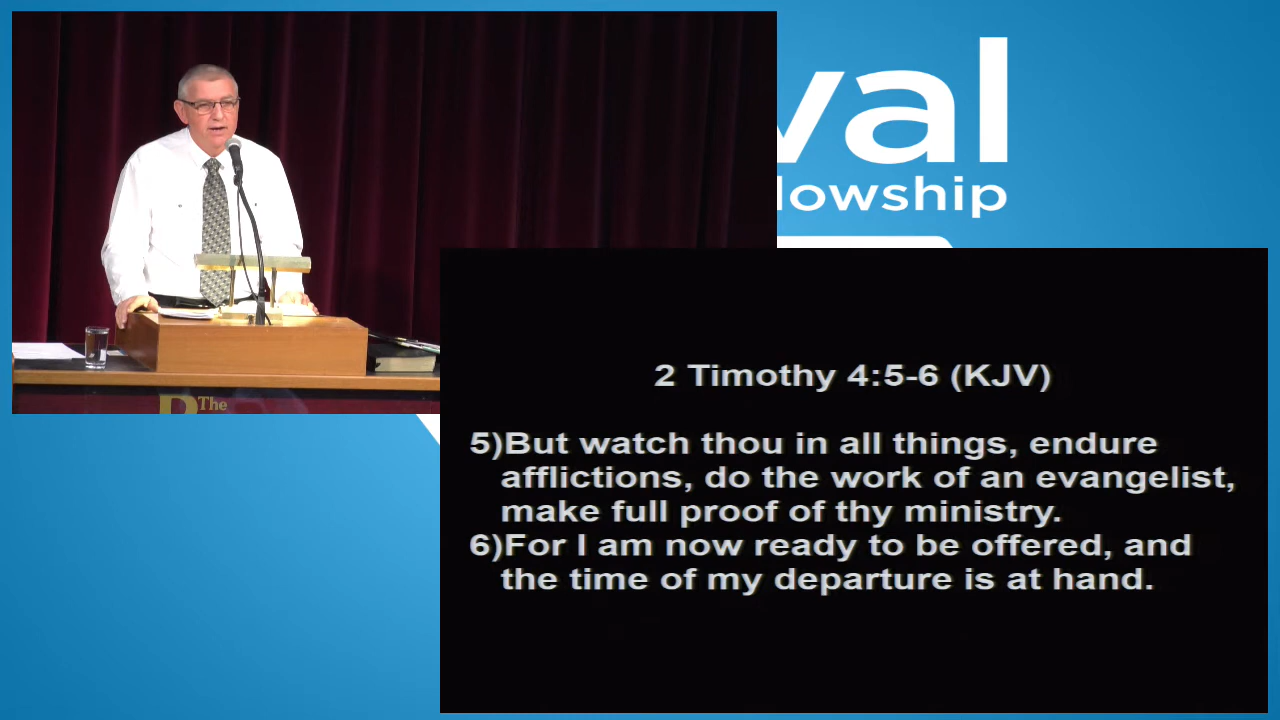 val
lowship
The
2 Timothy 4:5-6 (KJV)
5)But watch thou in all things, endure
afflictions, do the work of an evangelist,
make full proof of thy ministry.
6)For I am now ready to be offered, and
the time of my departure is at hand.